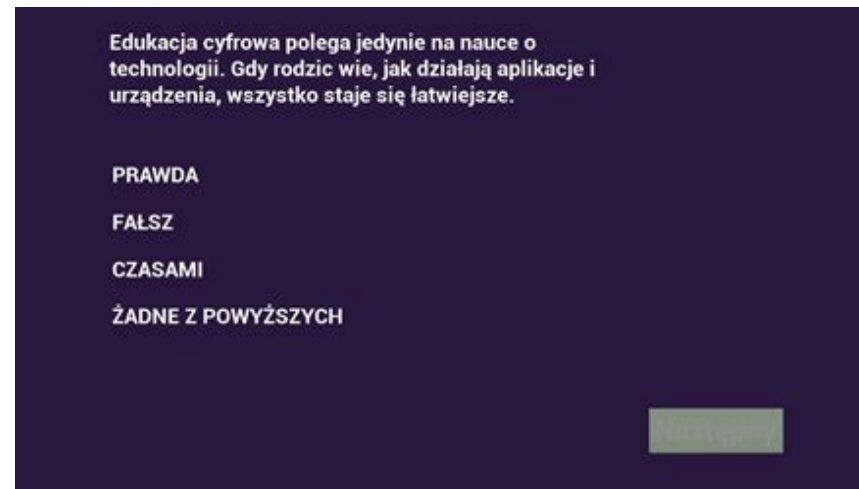 Edukacja cyfrowa polega jedynie na nauce o
technologii. Gdy rodzic wie, jak działają aplikacje i
urządzenia, wszystko staje się łatwiejsze.
PRAWDA
FAŁSZ
CZASAMI
ŻADNE Z POWYŻSZYCH
Następny